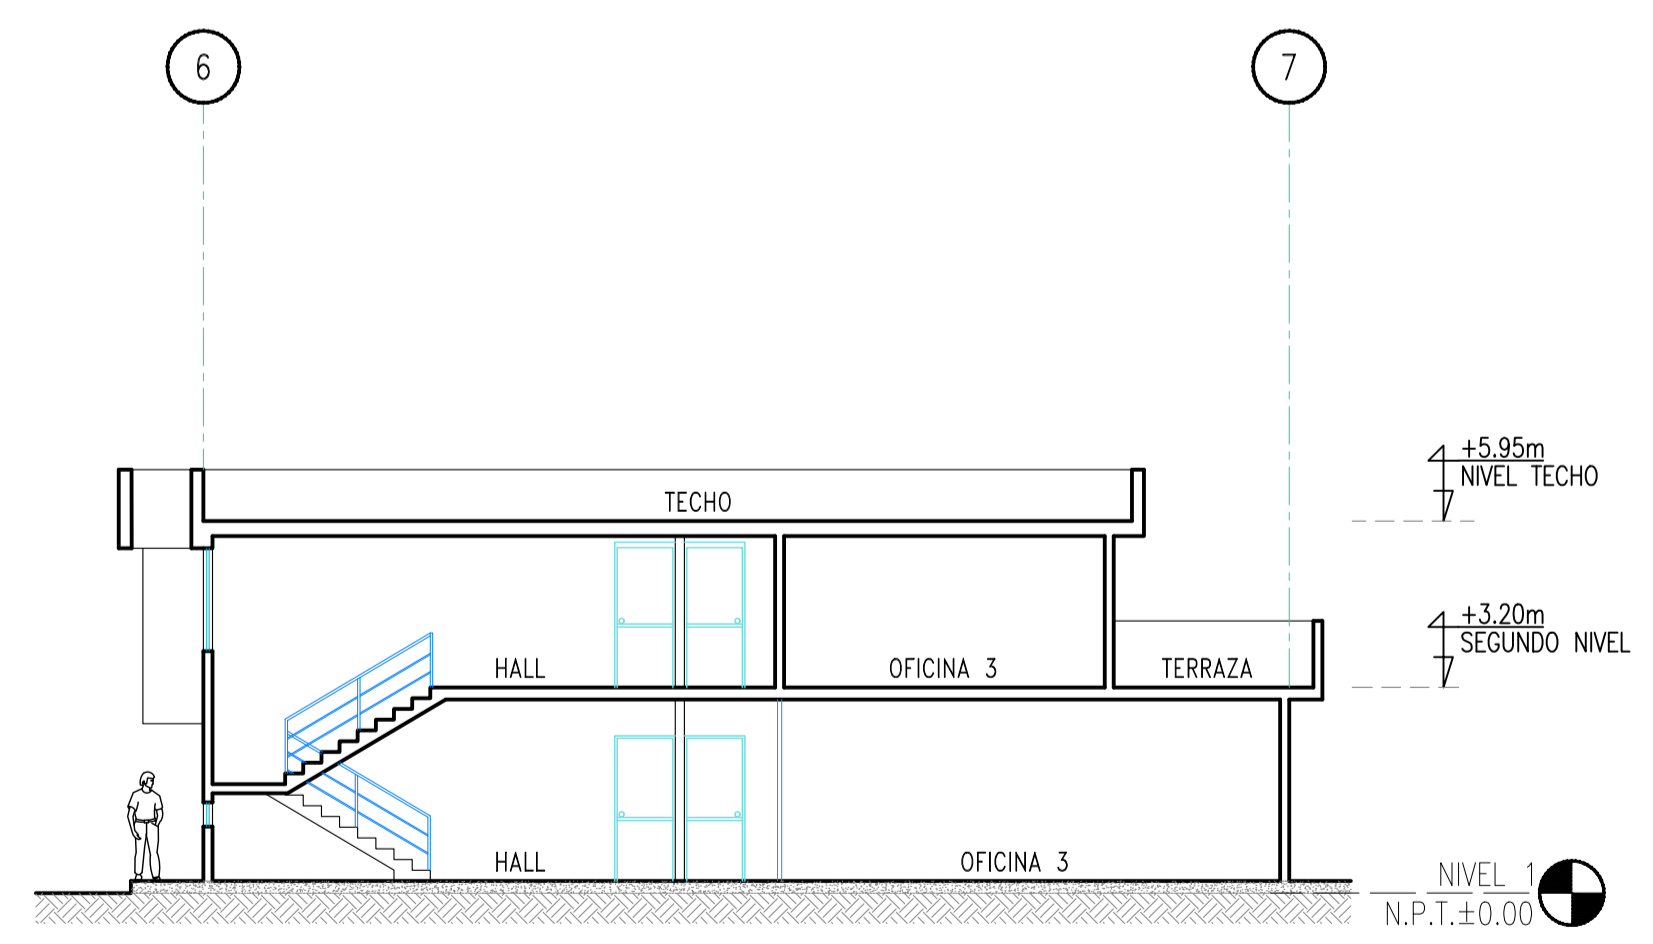 6
7
+5.95m
NIVEL TECHO
TECHO
+3.20m
SEGUNDO NIVEL
HALL
OFICINA 3
TERRAZA
HALL
OFICINA 3
NIVEL 1
N.P.T.±0.00